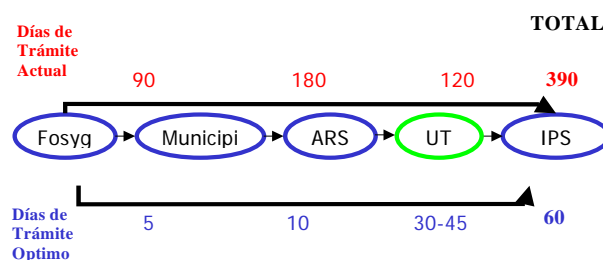 TOTAL
Días de
Trámite
Actual
90 180 120 390
Fosyg Municipi ARS UT IPS
Días de
Trámite
Optimo
5 10 30-45 60